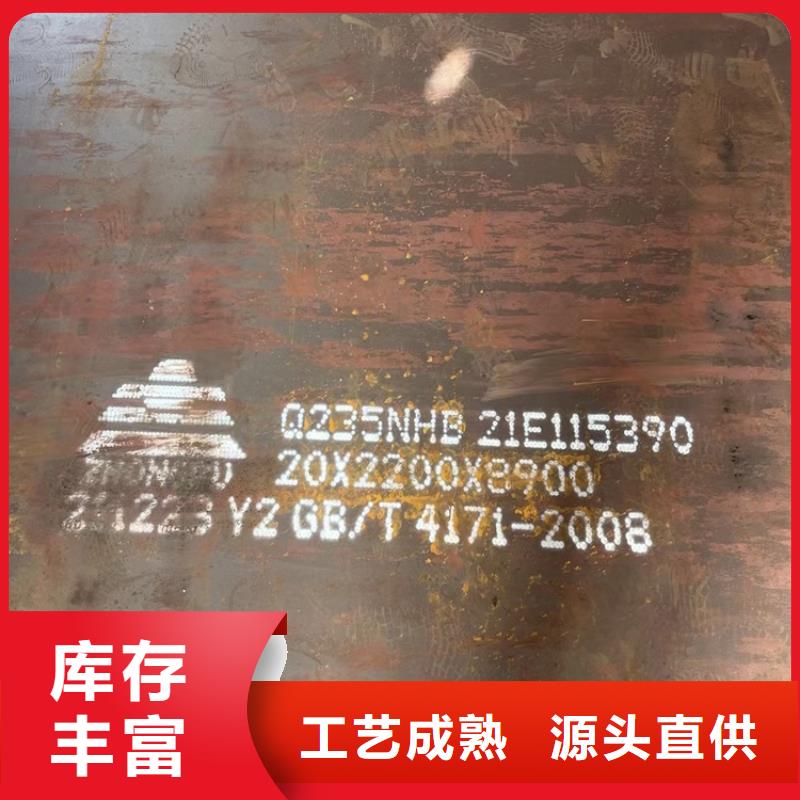 Q235NHB 21E115390
20X2200X8900
211223 Y2 GB/T 4171-2008
库存
丰富
工艺成熟 源头直供